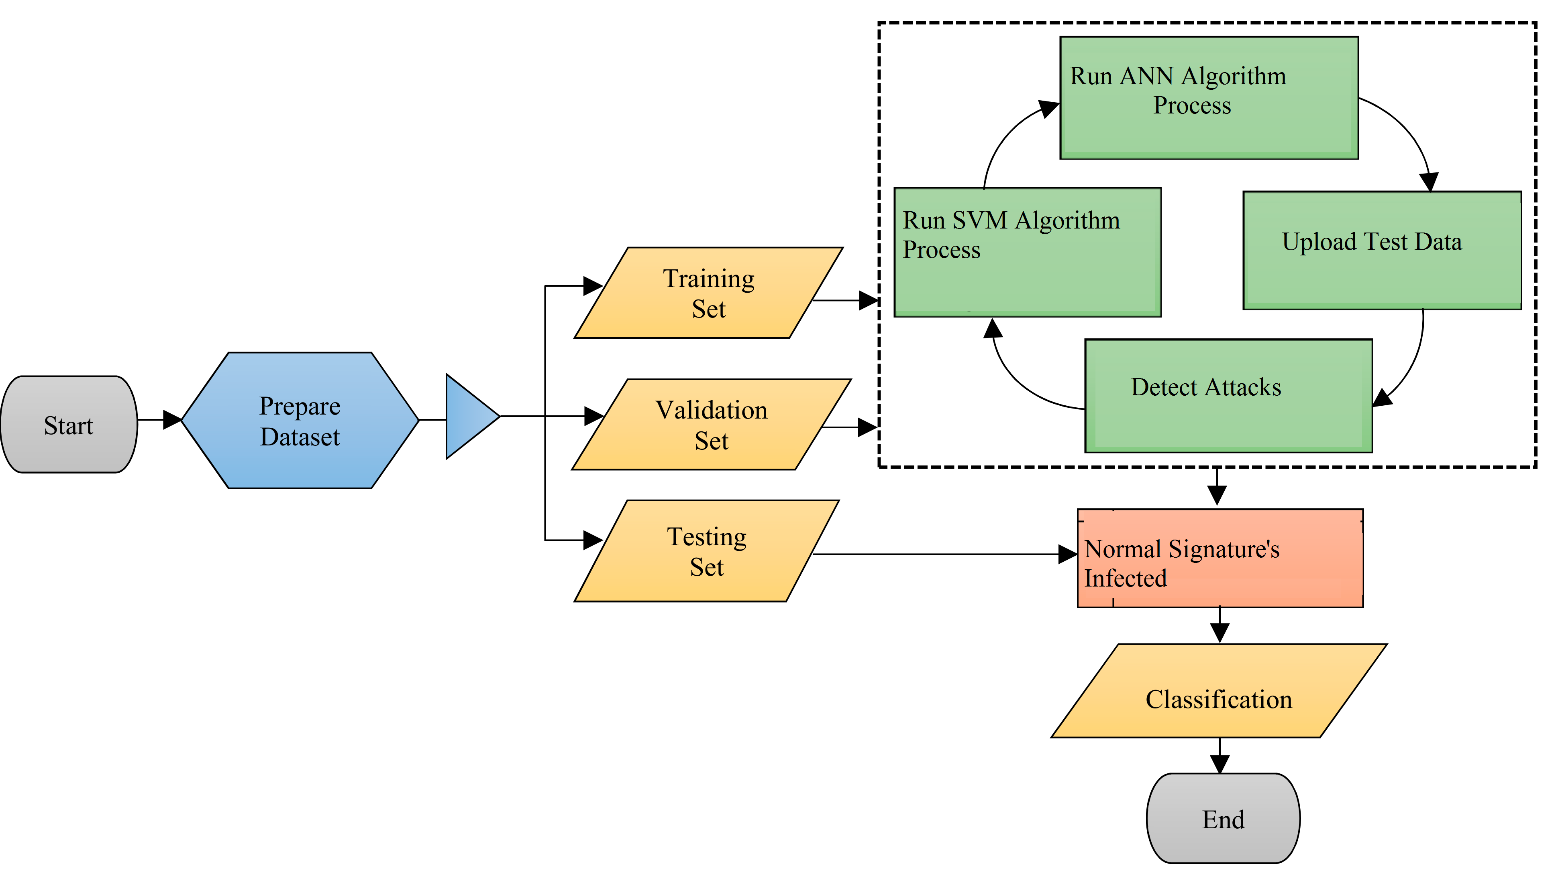 Start
Prepare
Dataset
Training
Set
Validation
Set
Testing
Set
Run ANN Algorithm
Process
Run SVM Algorithm
Process
Upload Test Data
Detect Attacks
Normal Signature's
Infected
Classification
End